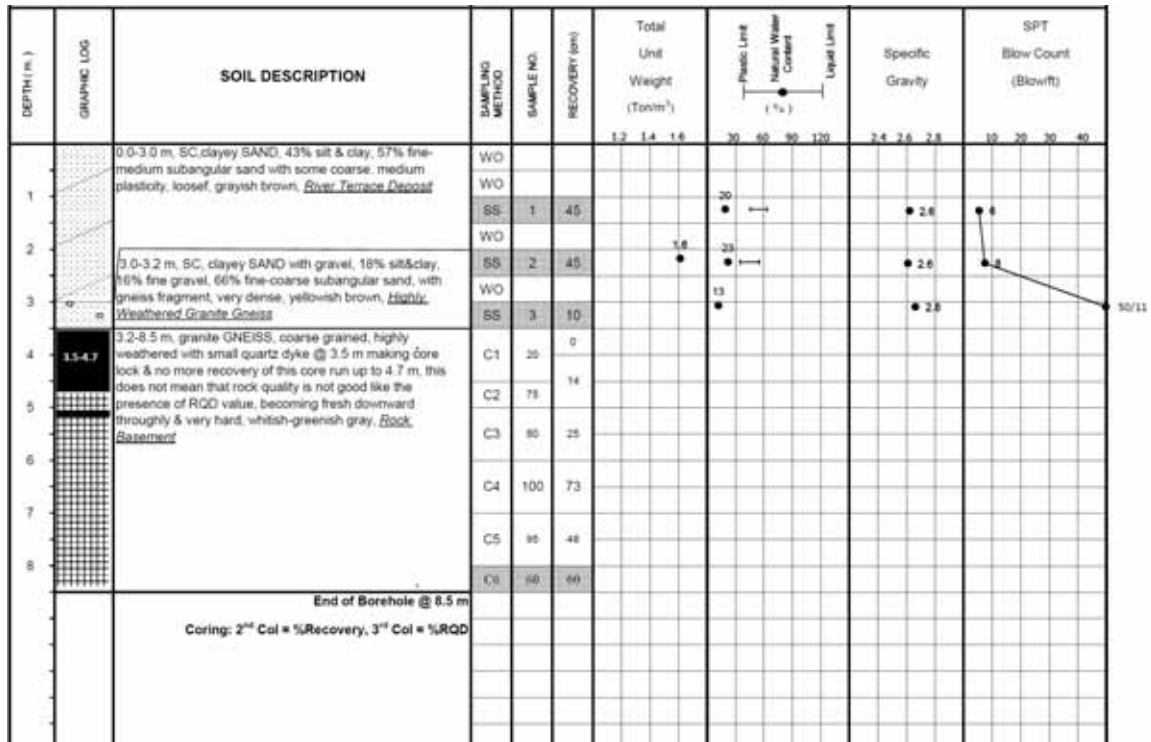 DEPTH ( m. )
GRAPHIC LOG
SOIL DESCRIPTION
SAMPLING METHOD
SAMPLE NO.
RECOVERY (cm)
Total
Unit
Weight
(Ton/m³)
1.2 1.4 1.6
Plastic Limit
Natural Water Content
Liquid Limit
( % )
30 60 90 120
Specific
Gravity
2.4 2.6 2.8
SPT
Blow Count
(Blow/ft)
10 20 30 40
0.0-3.0 m, SC,clayey SAND, 43% silt & clay, 57% fine-
medium subangular sand with some coarse. medium
plasticity, loosef, grayish brown, River Terrace Deposit
3.0-3.2 m, SC, clayey SAND with gravel, 18% silt&clay,
16% fine gravel, 66% fine-coarse subangular sand, with
gneiss fragment, very dense, yellowish brown, Highly
Weathered Granite Gneiss
3.2-8.5 m, granite GNEISS, coarse grained, highly
weathered with small quartz dyke @ 3.5 m making core
lock & no more recovery of this core run up to 4.7 m, this
does not mean that rock quality is not good like the
presence of RQD value, becoming fresh downward
throughly & very hard, whitish-greenish gray, Rock
Basement
End of Borehole @ 8.5 m
Coring: 2nd Col = %Recovery, 3rd Col = %RQD
1
2
3
4
5
6
7
8
3.5-4.7
WO
WO
SS 1 45
WO
SS 2 45
WO
SS 3 10
C1 20 0
C2 75 14
C3 25
C4 100 73
C5 95 48
C6 60 60
1.6
20
23
13
2.6
2.6
6
8
50/11